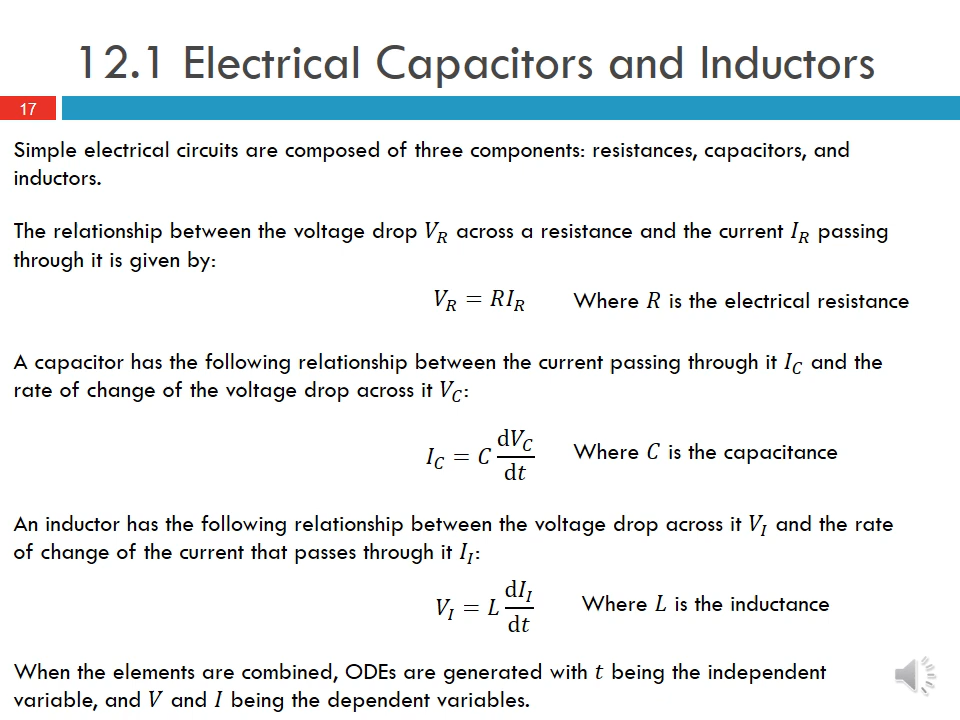 12.1 Electrical Capacitors and Inductors
17
Simple electrical circuits are composed of three components: resistances, capacitors, and
inductors.
The relationship between the voltage drop V_R across a resistance and the current I_R passing
through it is given by:
V_R = RI_R Where R is the electrical resistance
A capacitor has the following relationship between the current passing through it I_C and the
rate of change of the voltage drop across it V_C:
I_C = C dV_C/dt Where C is the capacitance
An inductor has the following relationship between the voltage drop across it V_I and the rate
of change of the current that passes through it I_I:
V_I = L dI_I/dt Where L is the inductance
When the elements are combined, ODEs are generated with t being the independent
variable, and V and I being the dependent variables.